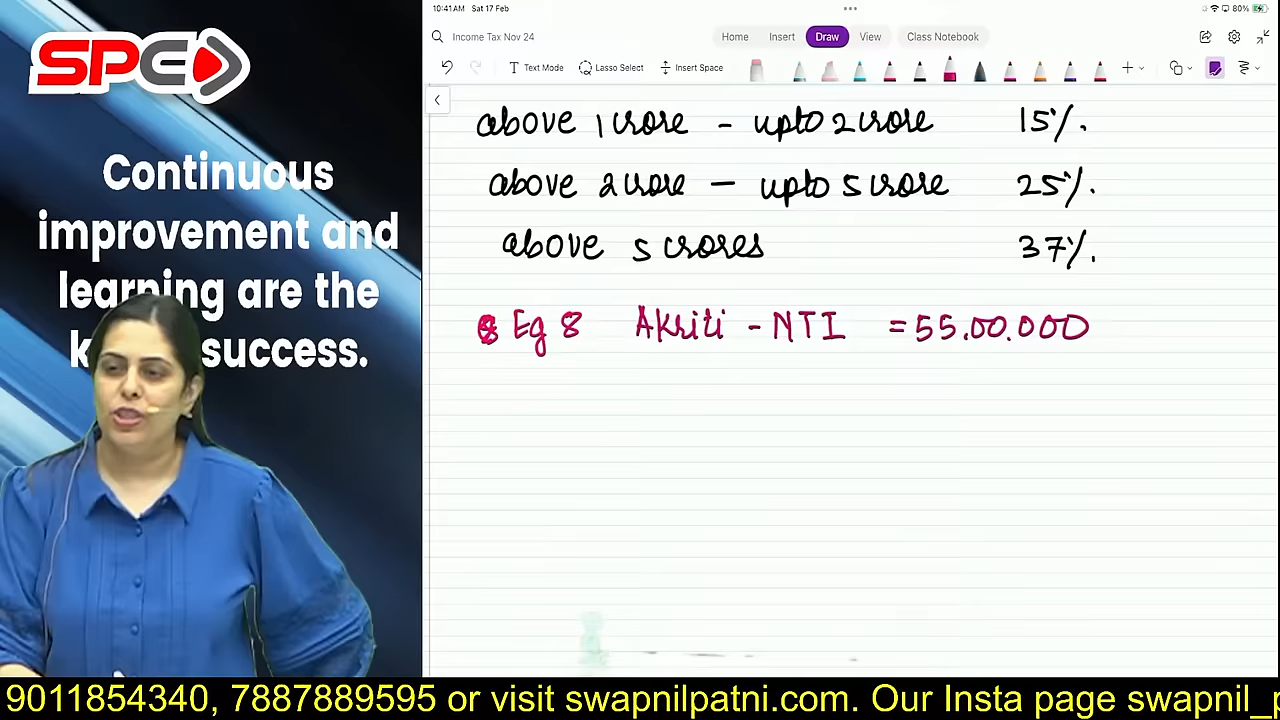 SPE
Continuous
improvement and
learning are the
k success.
10:41 AM Sat 17 Feb
80%
Income Tax Nov 24
Home Insert Draw View Class Notebook
Text Mode Lasso Select Insert Space
above 1 crore - upto 2 crore 15%.
above 2 crore - upto 5 crore 25%.
above 5 crores 37%.
Eg 8 Akriti - NTI = 55,00,000
9011854340, 7887889595 or visit swapnilpatni.com. Our Insta page swapnil_p